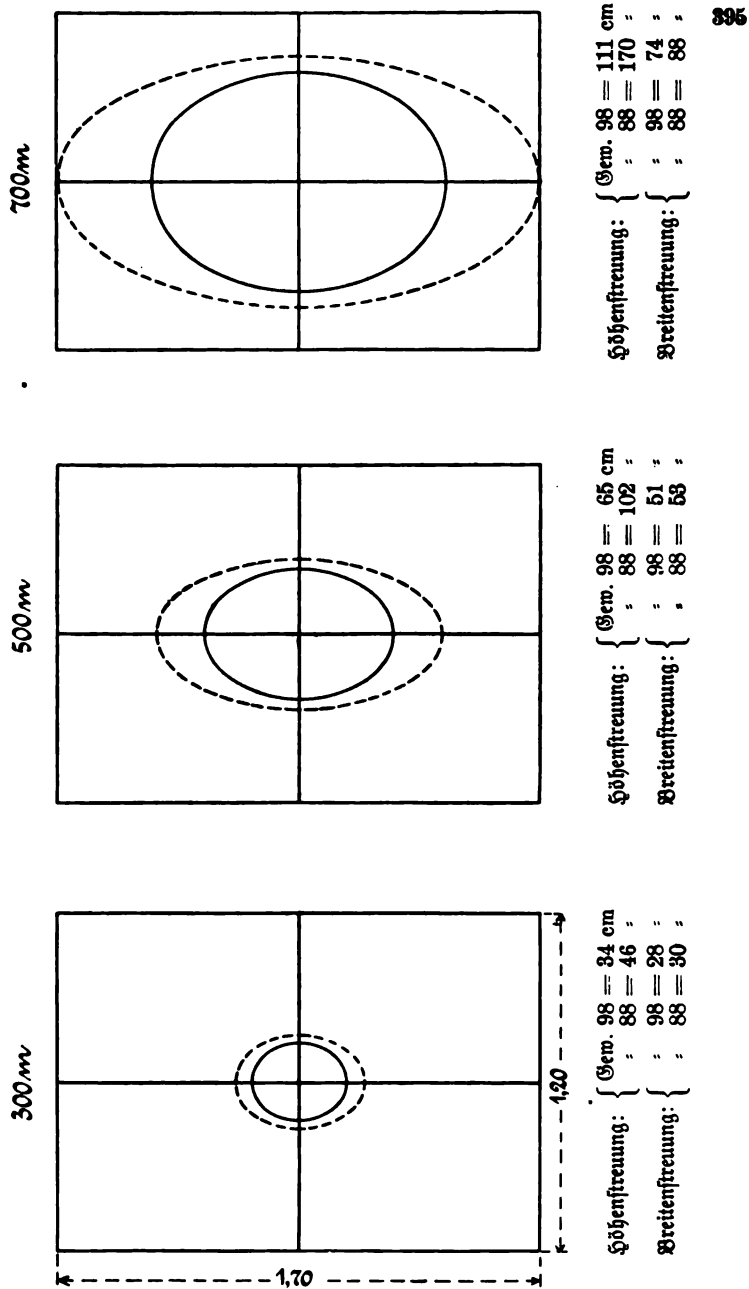 395
300m
1,70
1,20
Höhenstreuung: { Gew. 98 = 34 cm
" 88 = 46 "
Breitenstreuung: { " 98 = 28 "
" 88 = 30 "
500m
Höhenstreuung: { Gew. 98 = 65 cm
" 88 = 102 "
Breitenstreuung: { " 98 = 51 "
" 88 = 53 "
700m
Höhenstreuung: { Gew. 98 = 111 cm
" 88 = 170 "
Breitenstreuung: { " 98 = 74 "
" 88 = 88 "